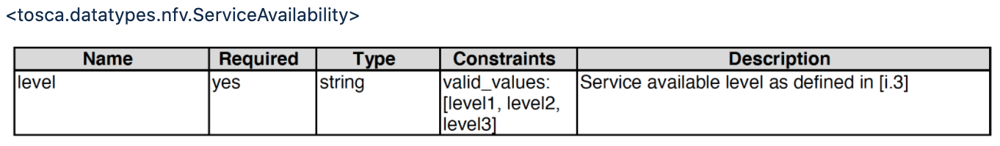 <tosca.datatypes.nfv.ServiceAvailability>
Name Required Type Constraints Description
level yes string valid_values: Service available level as defined in [i.3]
[level1, level2,
level3]